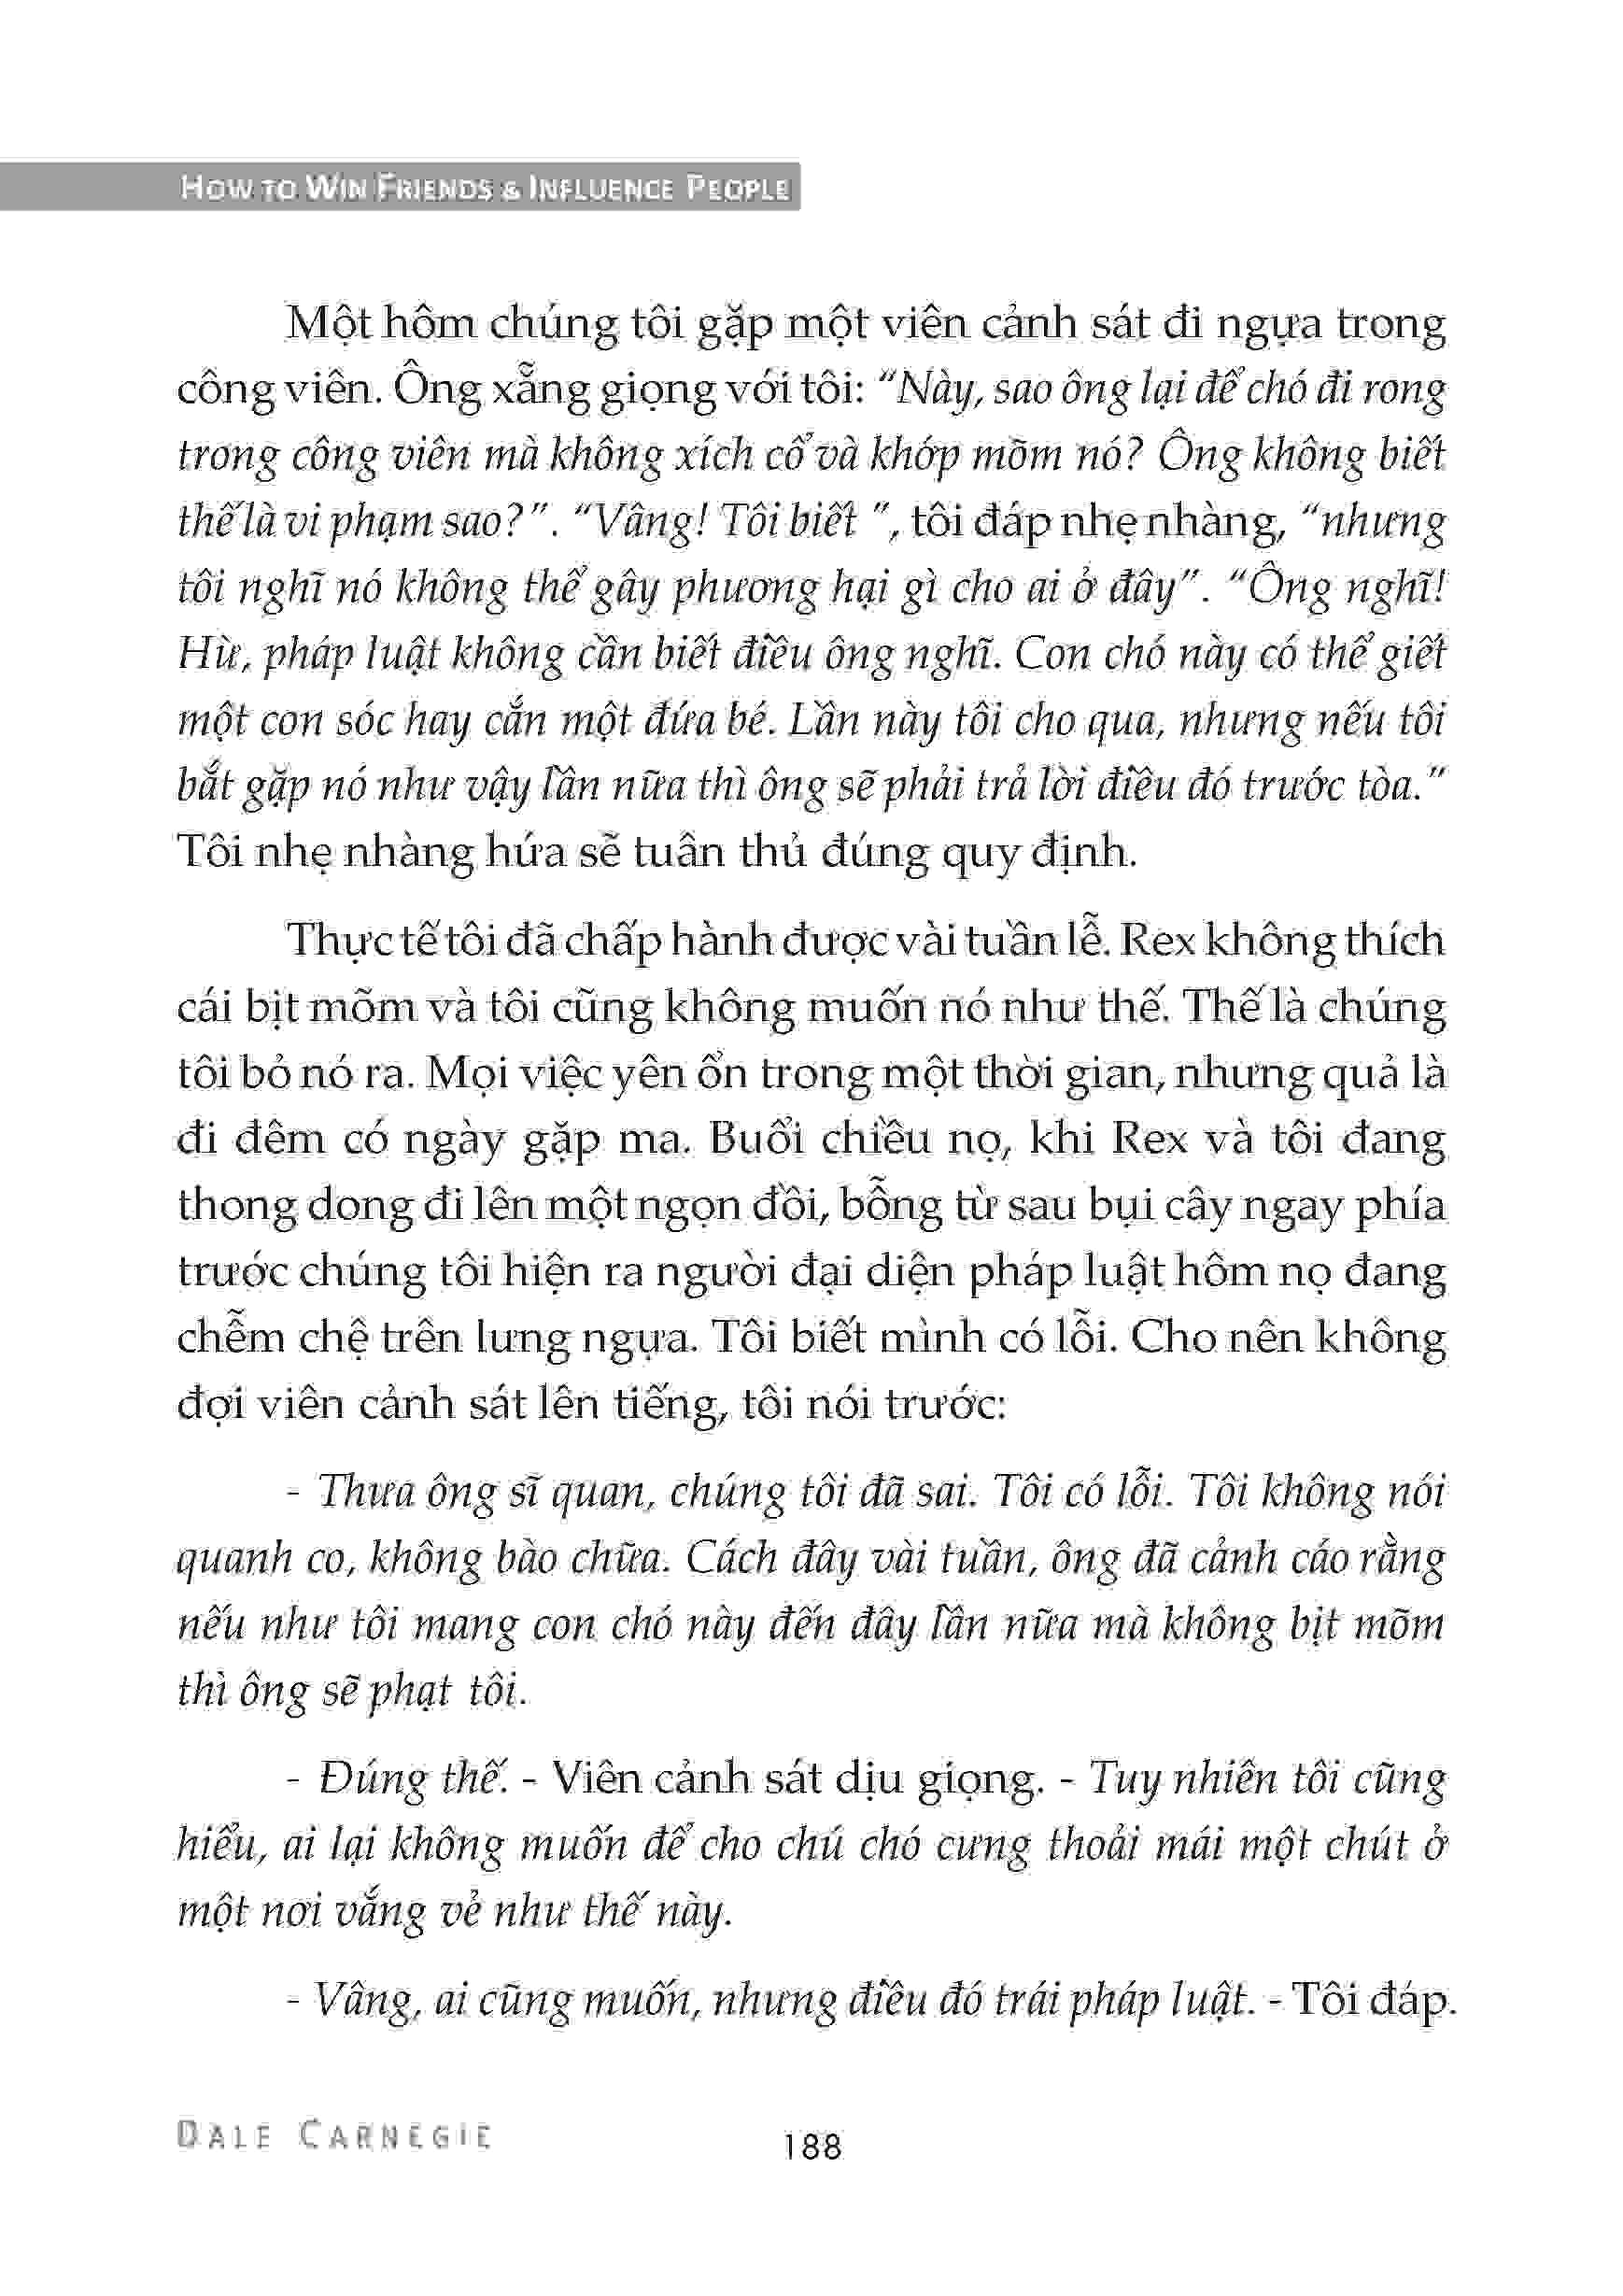 HOW TO WIN FRIENDS & INFLUENCE PEOPLE
Một hôm chúng tôi gặp một viên cảnh sát đi ngựa trong
công viên. Ông xẵng giọng với tôi: “Này, sao ông lại để chó đi rong
trong công viên mà không xích cổ và khớp mõm nó? Ông không biết
thế là vi phạm sao?”. “Vâng! Tôi biết ”, tôi đáp nhẹ nhàng, “nhưng
tôi nghĩ nó không thể gây phương hại gì cho ai ở đây”. “Ông nghĩ!
Hừ, pháp luật không cần biết điều ông nghĩ. Con chó này có thể giết
một con sóc hay cắn một đứa bé. Lần này tôi cho qua, nhưng nếu tôi
bắt gặp nó như vậy lần nữa thì ông sẽ phải trả lời điều đó trước tòa.”
Tôi nhẹ nhàng hứa sẽ tuân thủ đúng quy định.
Thực tế tôi đã chấp hành được vài tuần lễ. Rex không thích
cái bịt mõm và tôi cũng không muốn nó như thế. Thế là chúng
tôi bỏ nó ra. Mọi việc yên ổn trong một thời gian, nhưng quả là
đi đêm có ngày gặp ma. Buổi chiều nọ, khi Rex và tôi đang
thong dong đi lên một ngọn đồi, bỗng từ sau bụi cây ngay phía
trước chúng tôi hiện ra người đại diện pháp luật hôm nọ đang
chễm chệ trên lưng ngựa. Tôi biết mình có lỗi. Cho nên không
đợi viên cảnh sát lên tiếng, tôi nói trước:
- Thưa ông sĩ quan, chúng tôi đã sai. Tôi có lỗi. Tôi không nói
quanh co, không bào chữa. Cách đây vài tuần, ông đã cảnh cáo rằng
nếu như tôi mang con chó này đến đây lần nữa mà không bịt mõm
thì ông sẽ phạt tôi.
- Đúng thế. - Viên cảnh sát dịu giọng. - Tuy nhiên tôi cũng
hiểu, ai lại không muốn để cho chú chó cưng thoải mái một chút ở
một nơi vắng vẻ như thế này.
- Vâng, ai cũng muốn, nhưng điều đó trái pháp luật. - Tôi đáp.
DALE CARNEGIE
188